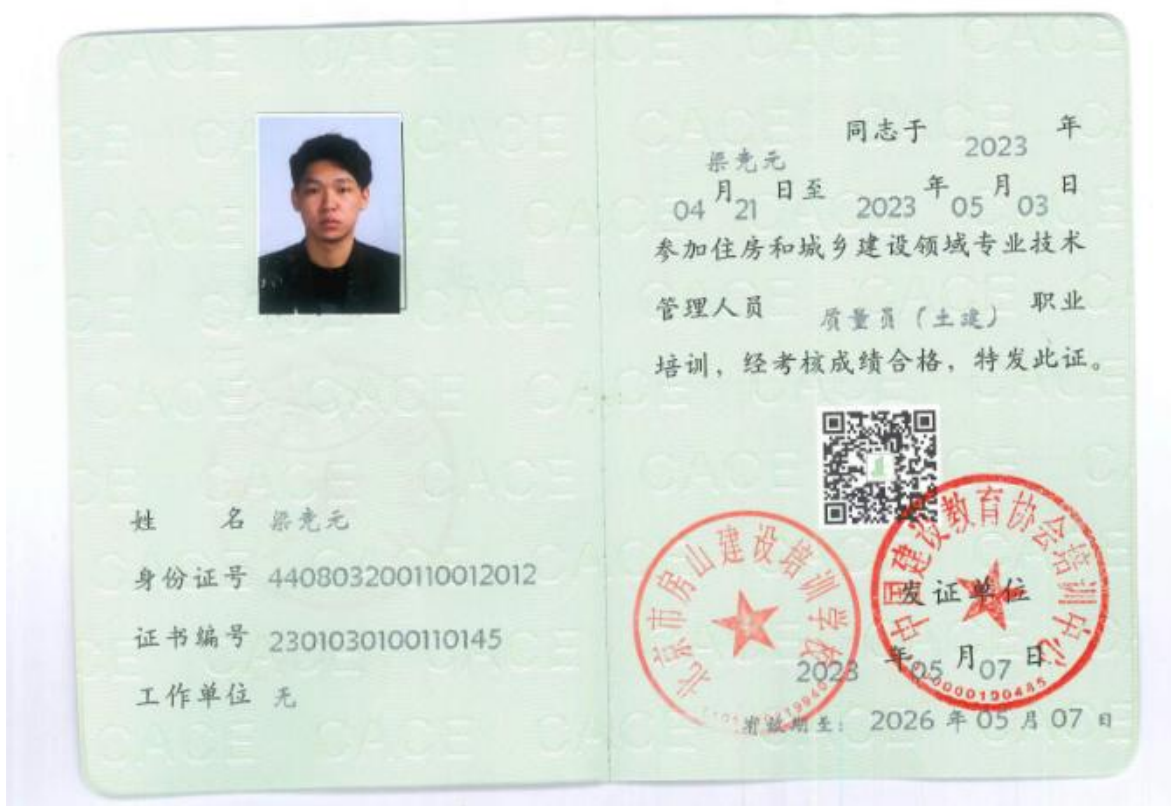 姓 名 梁竞元
身份证号 440803200110012012
证书编号 2301030100110145
工作单位 无
梁竞元 同志于 2023 年
04 月 21 日至 2023 年 05 月 03 日
参加住房和城乡建设领域专业技术
管理人员 质量员（土建） 职业
培训，经考核成绩合格，特发此证。
北京市房山建设培训学校
中国建设教育协会培训中心
发证单位
2023 年 05 月 07 日
有效期至：2026 年 05 月 07 日
CACE